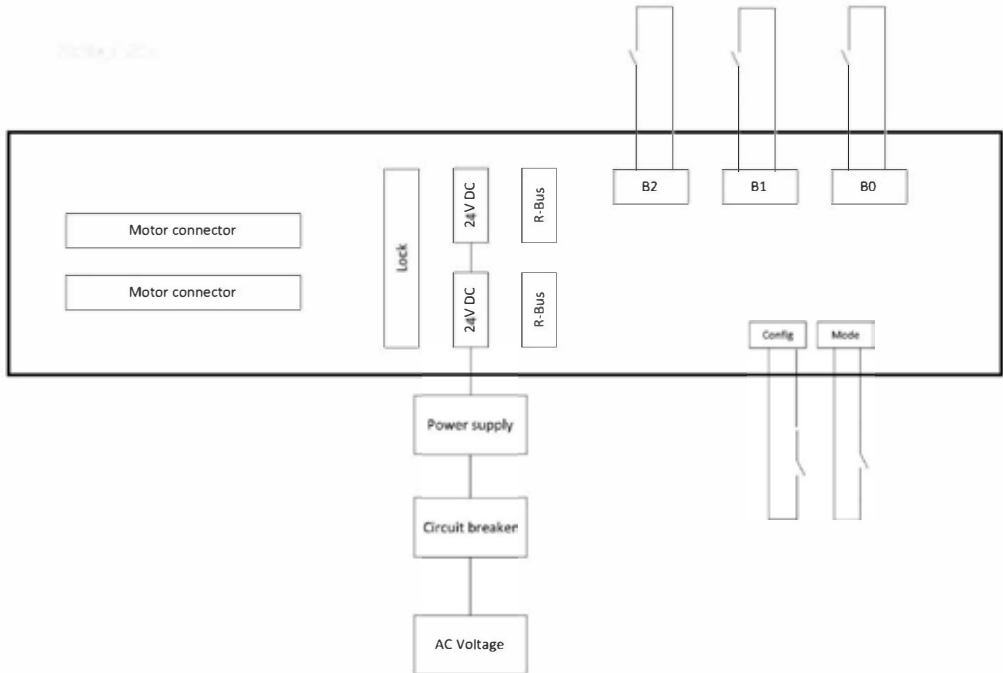 B2
B1
B0
Motor connector
Motor connector
Lock
24V DC
24V DC
R-Bus
R-Bus
Config
Mode
Power supply
Circuit breaker
AC Voltage